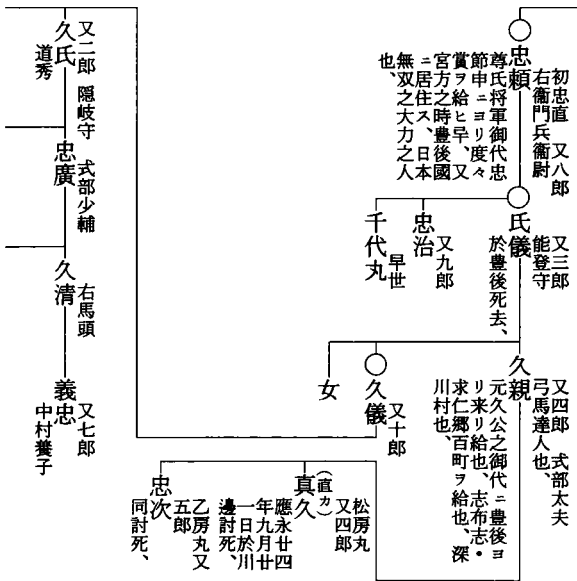 忠頼
初忠直　又八郎
右衞門兵衞尉
尊氏将軍御代忠
節申ニヨリ度々
賞ヲ給ヒ早、又
宮方之時豊後國
ニ居住ス、日本
無双之大力之人
也、
氏儀
又三郎
能登守
於豊後死去、
忠治
又九郎
千代丸
早世
久親
又四郎　式部太夫
弓馬達人也、
元久公之御代ニ豊後ヨ
リ来リ給也、志布志・
求仁郷百町ヲ給也、深
川村也、
久儀
又十郎
女
真久
（直カ）
松房丸
又四郎
應永廿四
年九月廿
一日於川
邊討死、
忠次
乙房丸又
五郎
同討死、
久氏
又二郎　隠岐守
道秀
忠廣
式部少輔
久清
右馬頭
義忠
又七郎
中村養子